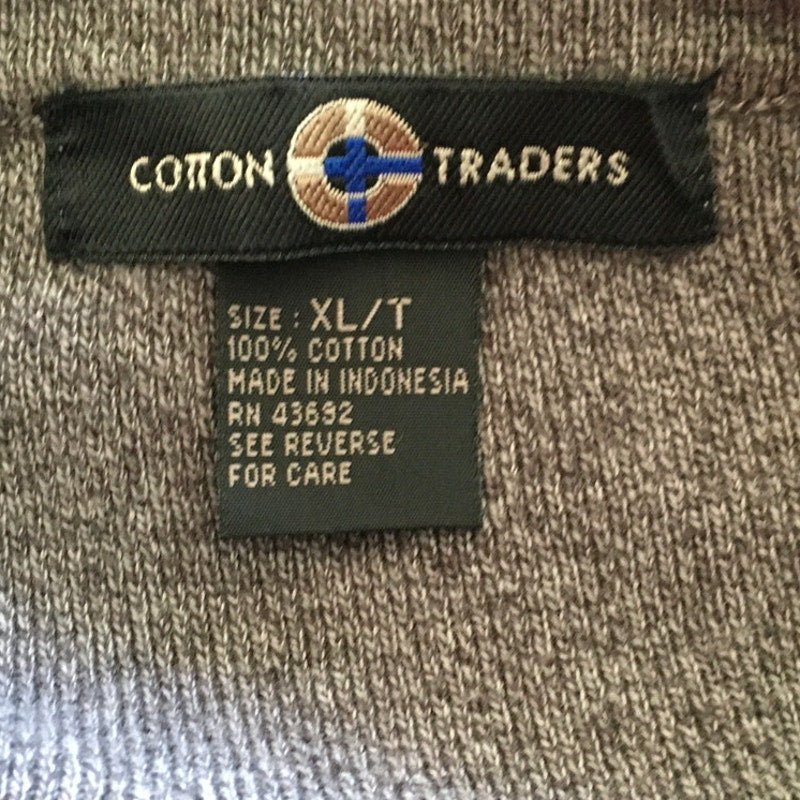 COTTON TRADERS
SIZE : XL/T
100% COTTON
MADE IN INDONESIA
RN 43692
SEE REVERSE
FOR CARE